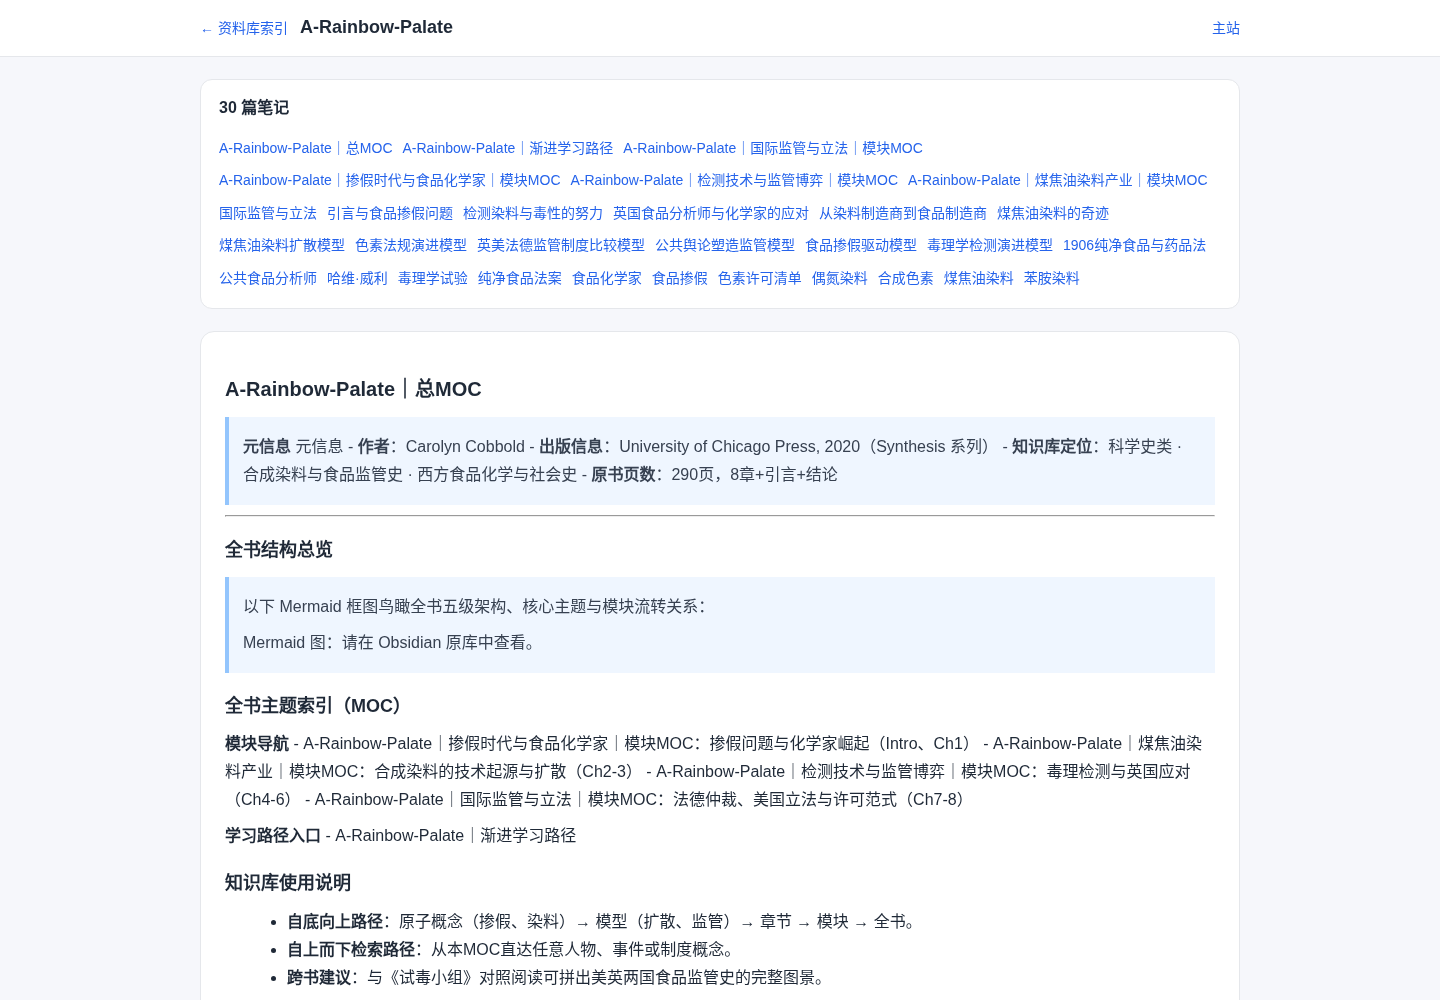 ← 资料库索引 A-Rainbow-Palate 主站
30 篇笔记
A-Rainbow-Palate｜总MOC A-Rainbow-Palate｜渐进学习路径 A-Rainbow-Palate｜国际监管与立法｜模块MOC
A-Rainbow-Palate｜掺假时代与食品化学家｜模块MOC A-Rainbow-Palate｜检测技术与监管博弈｜模块MOC A-Rainbow-Palate｜煤焦油染料产业｜模块MOC
国际监管与立法 引言与食品掺假问题 检测染料与毒性的努力 英国食品分析师与化学家的应对 从染料制造商到食品制造商 煤焦油染料的奇迹
煤焦油染料扩散模型 色素法规演进模型 英美法德监管制度比较模型 公共舆论塑造监管模型 食品掺假驱动模型 毒理学检测演进模型 1906纯净食品与药品法
公共食品分析师 哈维·威利 毒理学试验 纯净食品法案 食品化学家 食品掺假 色素许可清单 偶氮染料 合成色素 煤焦油染料 苯胺染料
A-Rainbow-Palate｜总MOC
元信息 元信息 - 作者：Carolyn Cobbold - 出版信息：University of Chicago Press, 2020（Synthesis 系列） - 知识库定位：科学史类 ·
合成染料与食品监管史 · 西方食品化学与社会史 - 原书页数：290页，8章+引言+结论
全书结构总览
以下 Mermaid 框图鸟瞰全书五级架构、核心主题与模块流转关系：
Mermaid 图：请在 Obsidian 原库中查看。
全书主题索引（MOC）
模块导航 - A-Rainbow-Palate｜掺假时代与食品化学家｜模块MOC：掺假问题与化学家崛起（Intro、Ch1） - A-Rainbow-Palate｜煤焦油染
料产业｜模块MOC：合成染料的技术起源与扩散（Ch2-3） - A-Rainbow-Palate｜检测技术与监管博弈｜模块MOC：毒理检测与英国应对
（Ch4-6） - A-Rainbow-Palate｜国际监管与立法｜模块MOC：法德仲裁、美国立法与许可范式（Ch7-8）
学习路径入口 - A-Rainbow-Palate｜渐进学习路径
知识库使用说明
• 自底向上路径：原子概念（掺假、染料）→ 模型（扩散、监管）→ 章节 → 模块 → 全书。
• 自上而下检索路径：从本MOC直达任意人物、事件或制度概念。
• 跨书建议：与《试毒小组》对照阅读可拼出美英两国食品监管史的完整图景。